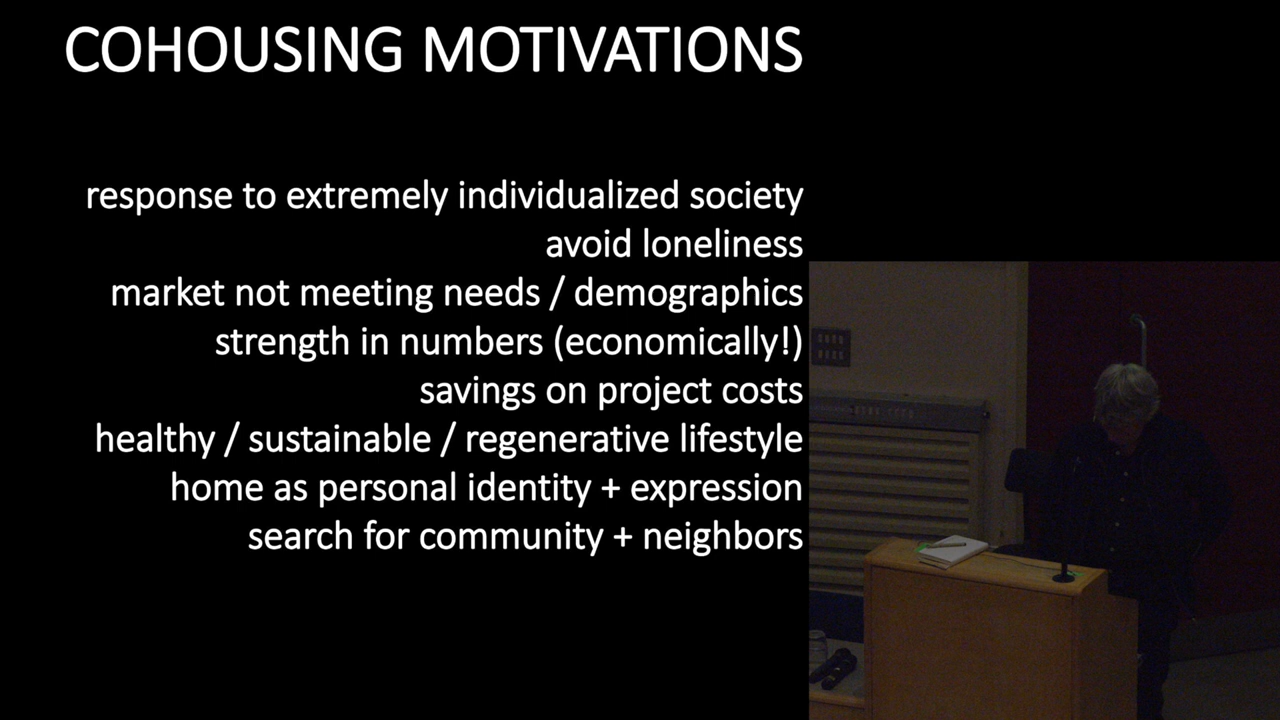 COHOUSING MOTIVATIONS
response to extremely individualized society
avoid loneliness
market not meeting needs / demographics
strength in numbers (economically!)
savings on project costs
healthy / sustainable / regenerative lifestyle
home as personal identity + expression
search for community + neighbors